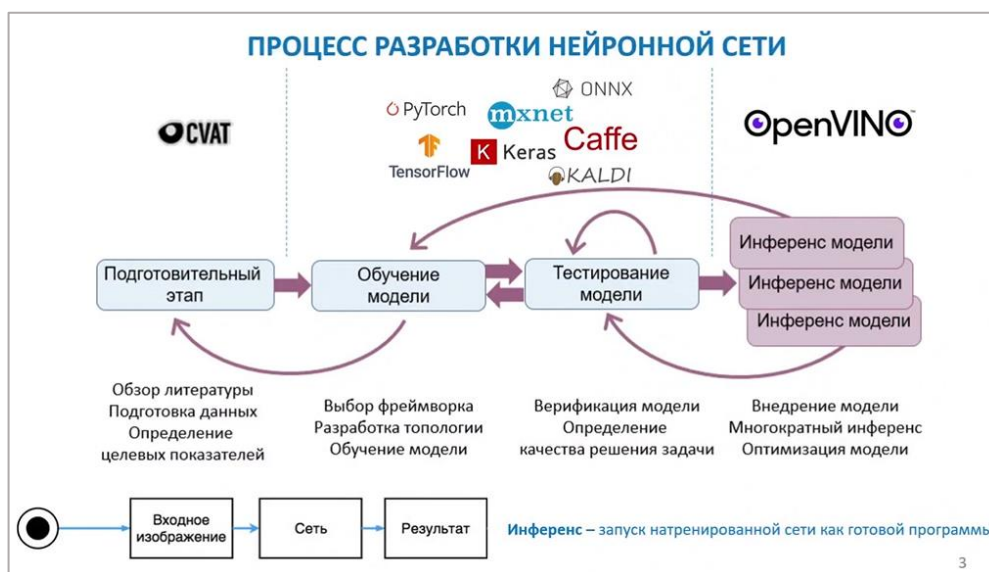 ПРОЦЕСС РАЗРАБОТКИ НЕЙРОННОЙ СЕТИ
CVAT
PyTorch
mxnet
ONNX
TensorFlow
K Keras
Caffe
KALDI
OpenVINO™
Подготовительный
этап
Обучение
модели
Тестирование
модели
Инференс модели
Инференс модели
Инференс модели
Обзор литературы
Подготовка данных
Определение
целевых показателей
Выбор фреймворка
Разработка топологии
Обучение модели
Верификация модели
Определение
качества решения задачи
Внедрение модели
Многократный инференс
Оптимизация модели
Входное
изображение
Сеть
Результат
Инференс – запуск натренированной сети как готовой программы
3